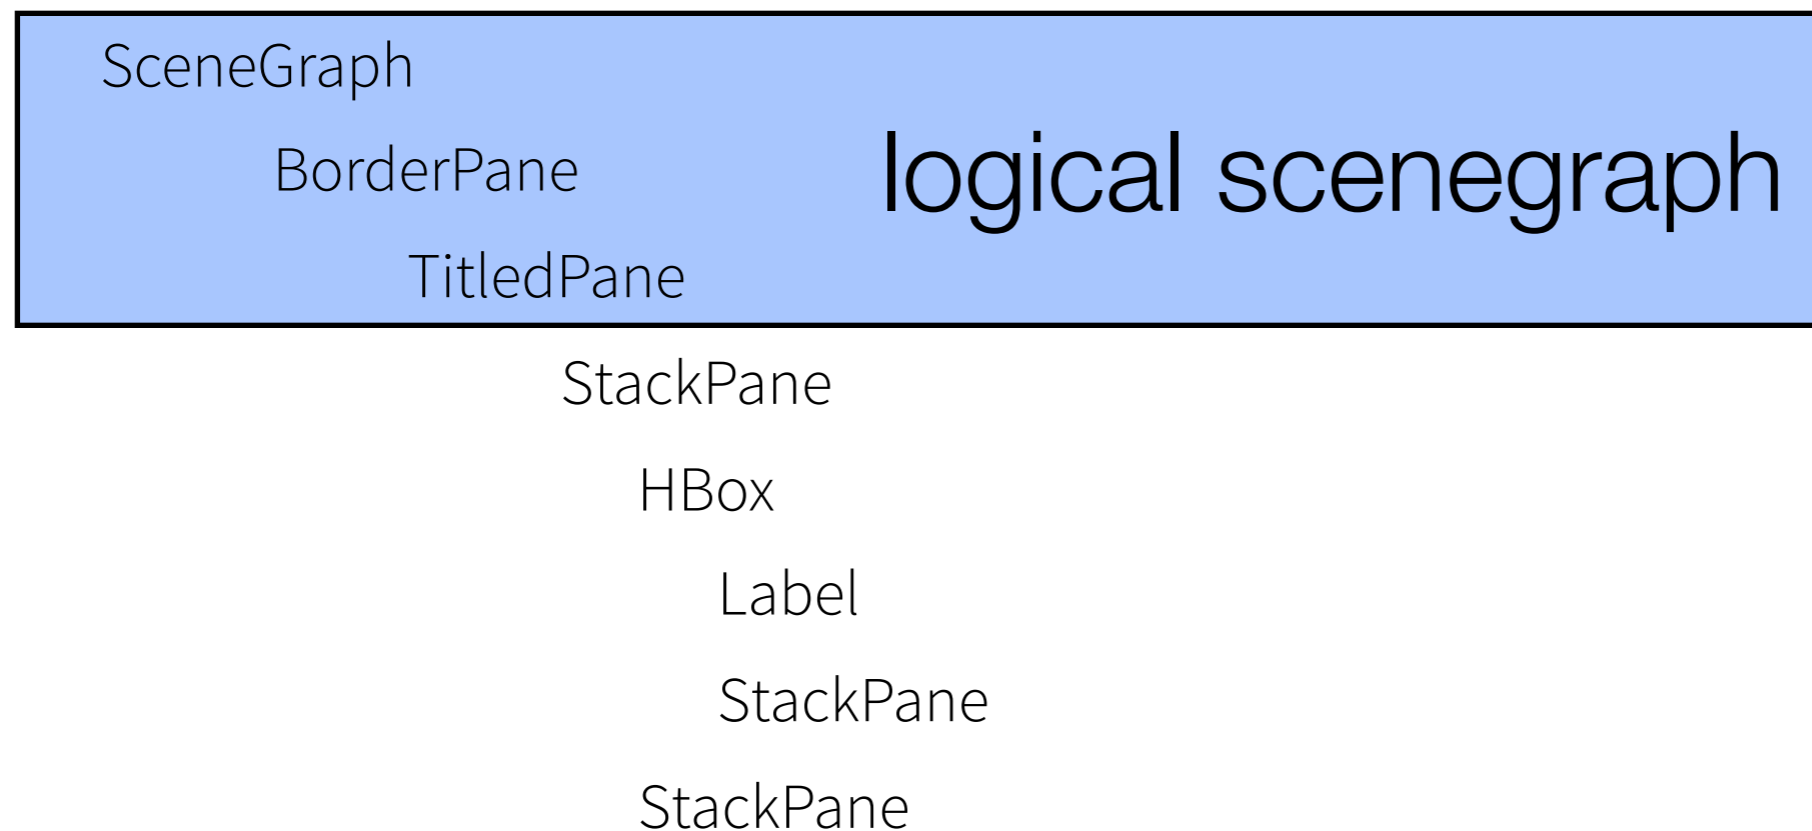 SceneGraph
BorderPane
logical scenegraph
TitledPane
StackPane
HBox
Label
StackPane
StackPane